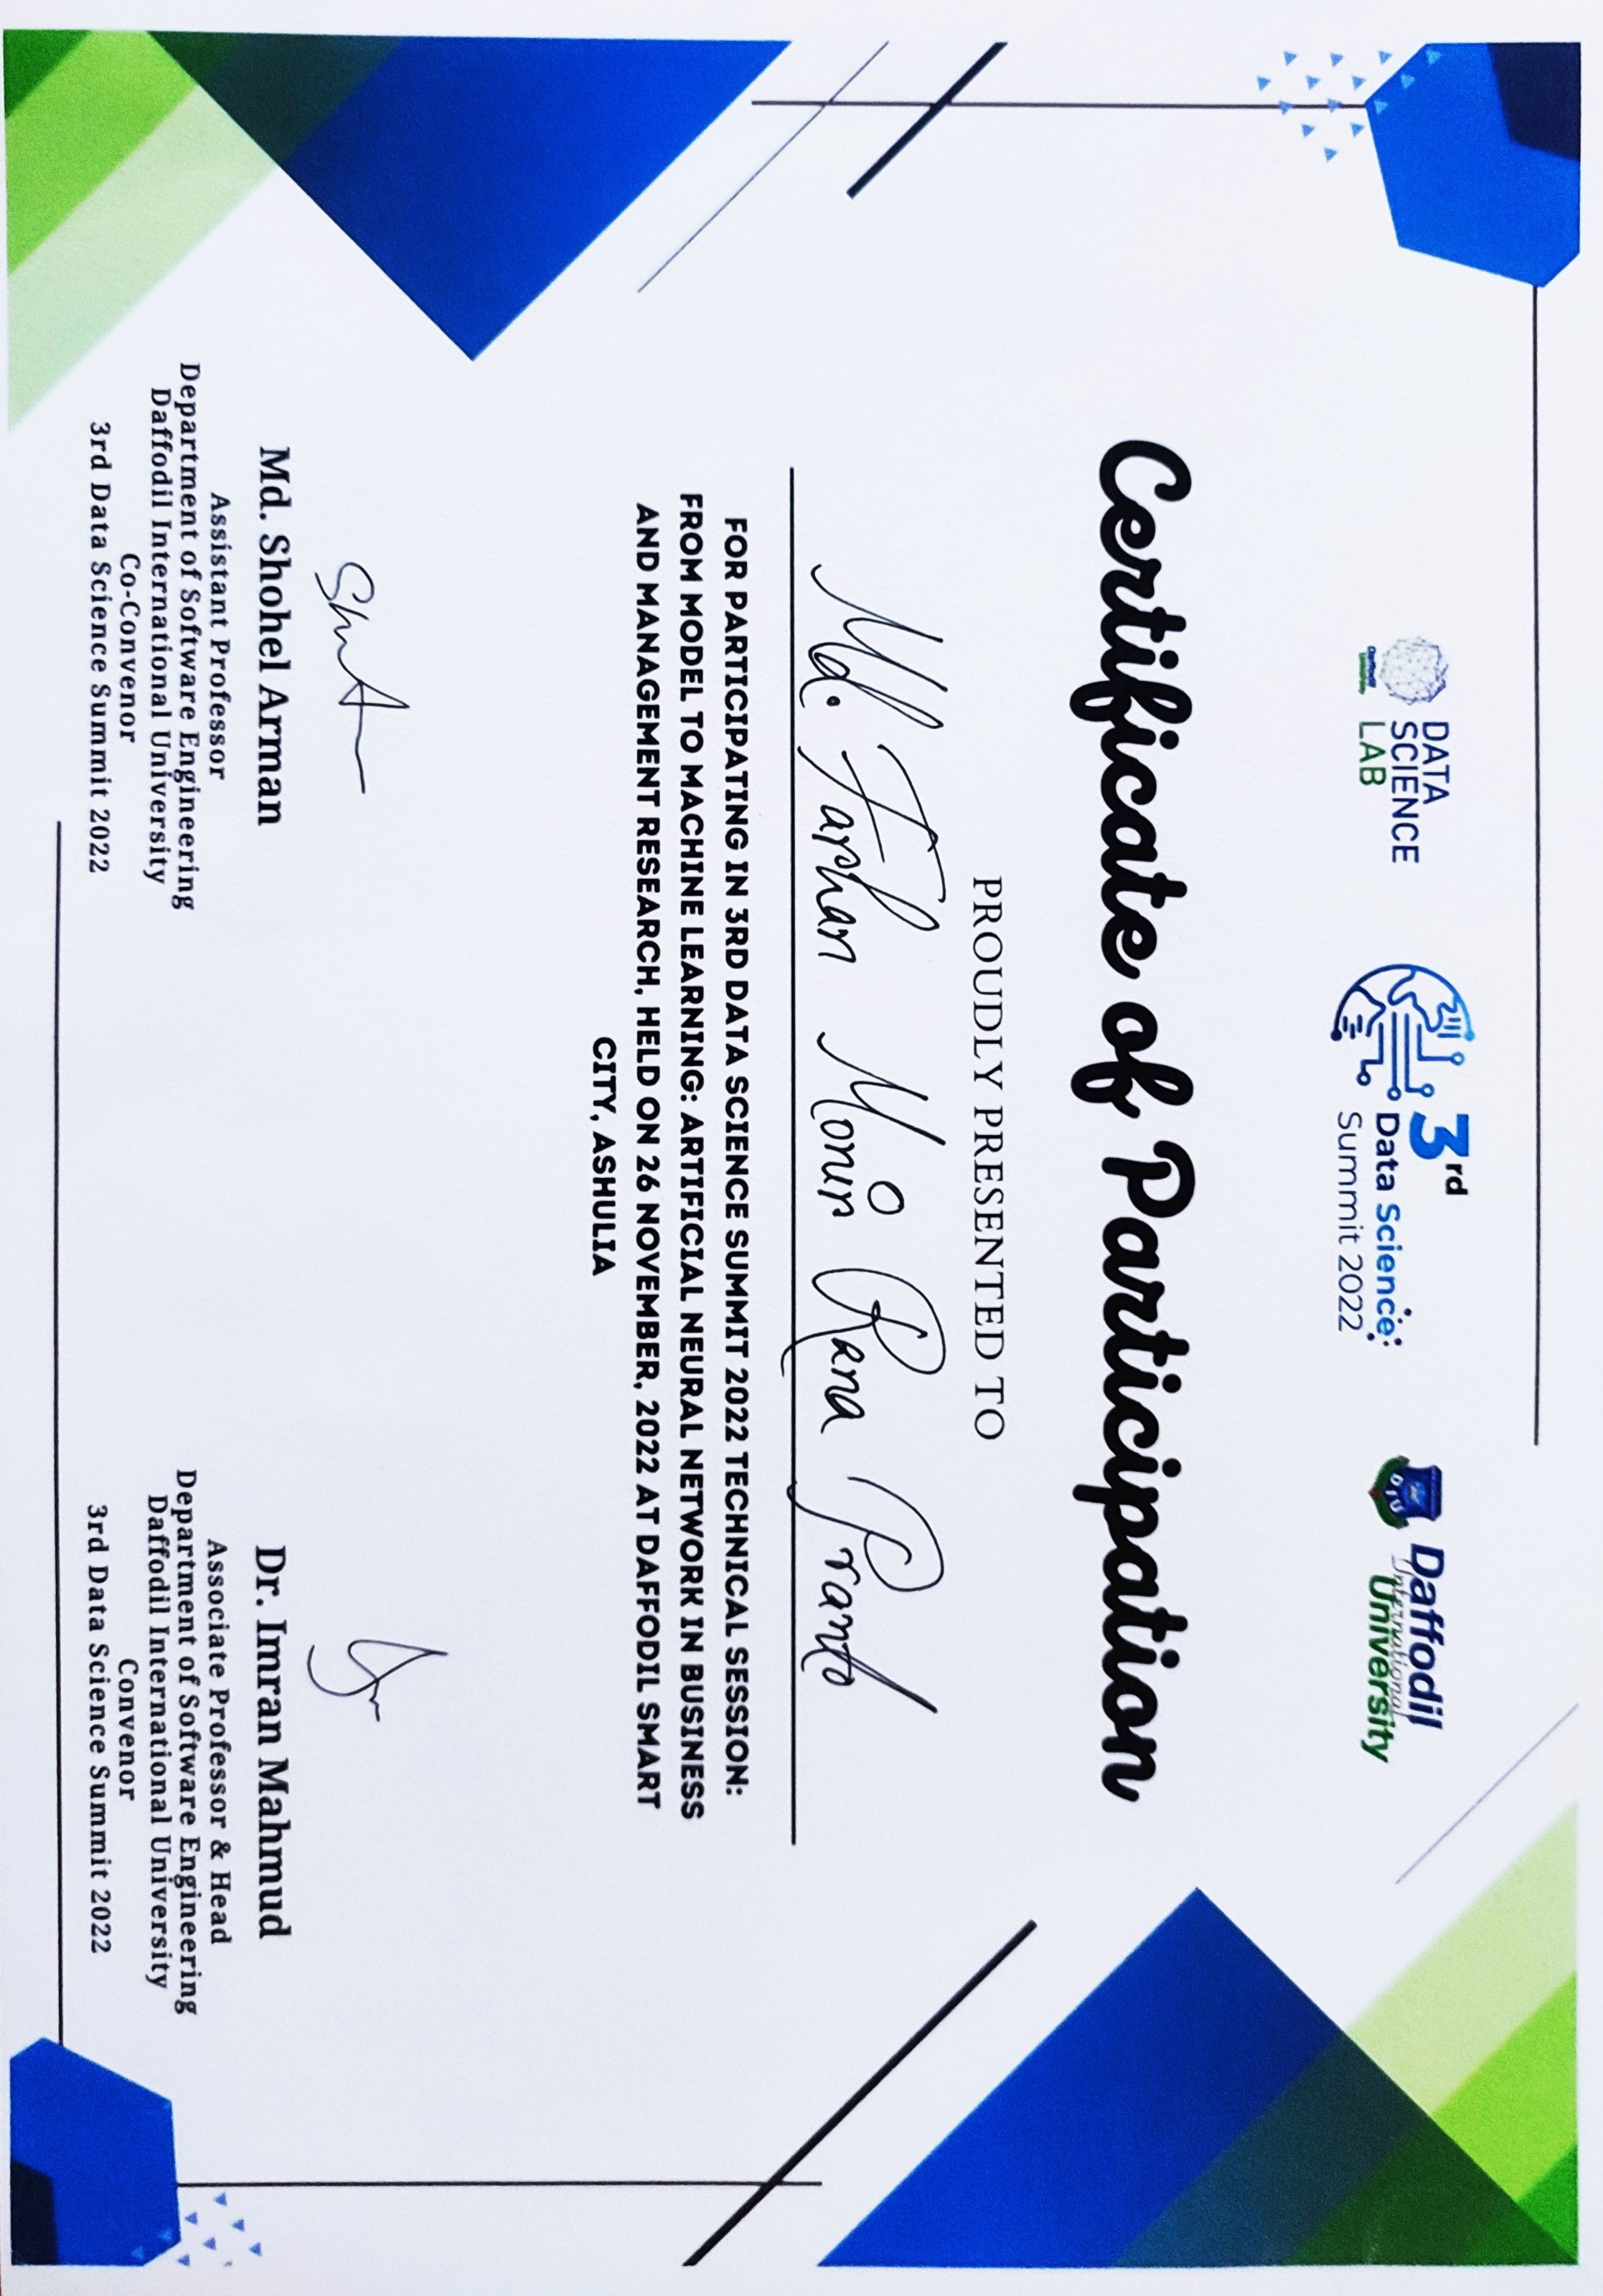 DATA
SCIENCE
LAB
Daffodil
University
3rd
Data Science
Summit 2022
DIU
Daffodil
International
University
Certificate of Participation
PROUDLY PRESENTED TO
Md. Farhan Monir Rana Pranto
FOR PARTICIPATING IN 3RD DATA SCIENCE SUMMIT 2022 TECHNICAL SESSION:
FROM MODEL TO MACHINE LEARNING: ARTIFICIAL NEURAL NETWORK IN BUSINESS
AND MANAGEMENT RESEARCH, HELD ON 26 NOVEMBER, 2022 AT DAFFODIL SMART
CITY, ASHULIA
Md. Shohel Arman
Assistant Professor
Department of Software Engineering
Daffodil International University
Co-Convenor
3rd Data Science Summit 2022
Dr. Imran Mahmud
Associate Professor & Head
Department of Software Engineering
Daffodil International University
Convenor
3rd Data Science Summit 2022